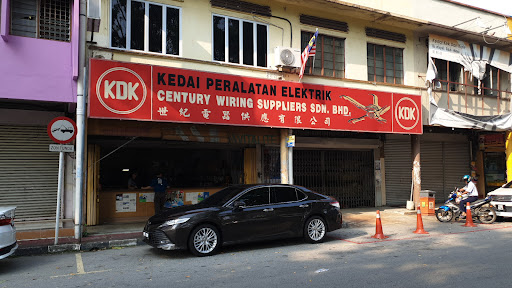 KDK
KEDAI PERALATAN ELEKTRIK
CENTURY WIRING SUPPLIERS SDN. BHD.
世紀電器供應有限公司
KDK